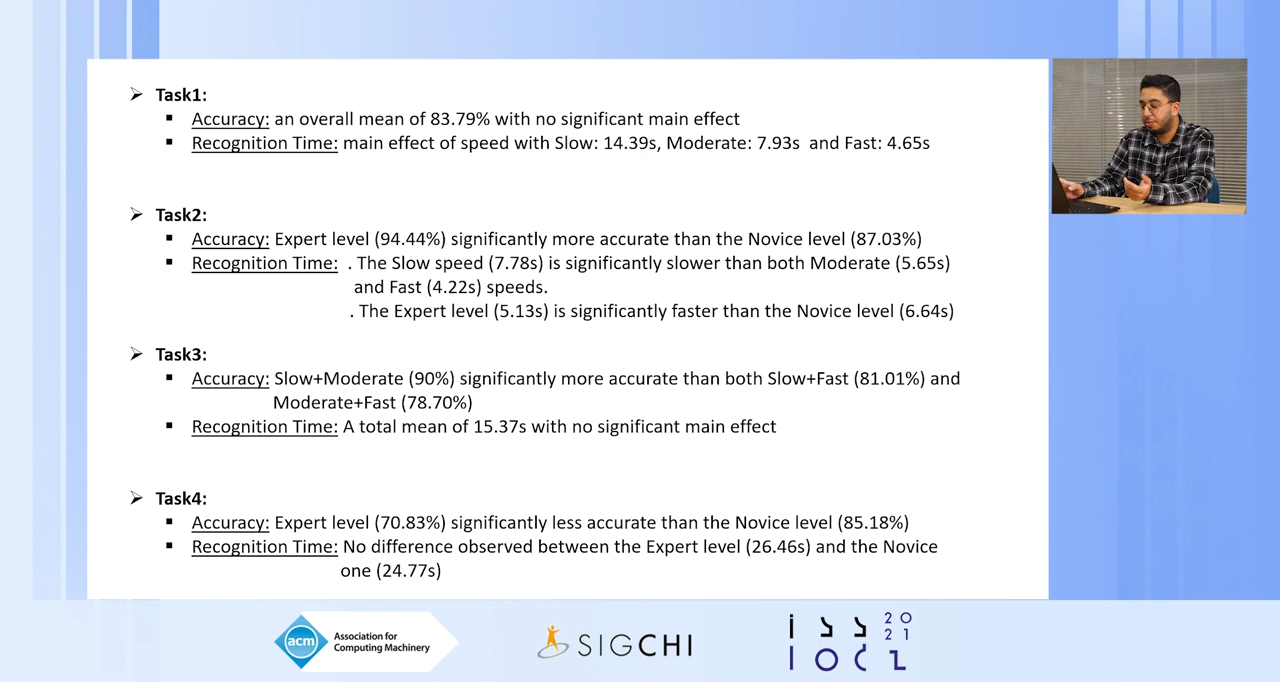 Task1:
Accuracy: an overall mean of 83.79% with no significant main effect
Recognition Time: main effect of speed with Slow: 14.39s, Moderate: 7.93s and Fast: 4.65s
Task2:
Accuracy: Expert level (94.44%) significantly more accurate than the Novice level (87.03%)
Recognition Time: . The Slow speed (7.78s) is significantly slower than both Moderate (5.65s)
and Fast (4.22s) speeds.
. The Expert level (5.13s) is significantly faster than the Novice level (6.64s)
Task3:
Accuracy: Slow+Moderate (90%) significantly more accurate than both Slow+Fast (81.01%) and
Moderate+Fast (78.70%)
Recognition Time: A total mean of 15.37s with no significant main effect
Task4:
Accuracy: Expert level (70.83%) significantly less accurate than the Novice level (85.18%)
Recognition Time: No difference observed between the Expert level (26.46s) and the Novice
one (24.77s)
acm
Association for
Computing Machinery
SIGCHI
iss
20
21